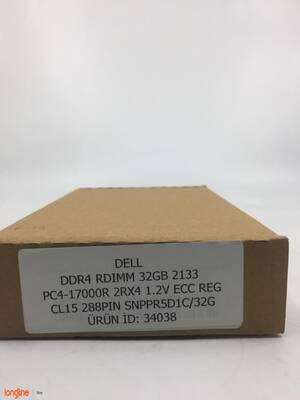 DELL
DDR4 RDIMM 32GB 2133
PC4-17000R 2RX4 1.2V ECC REG
CL15 288PIN SNPPR5D1C/32G
ÜRÜN İD: 34038
longline